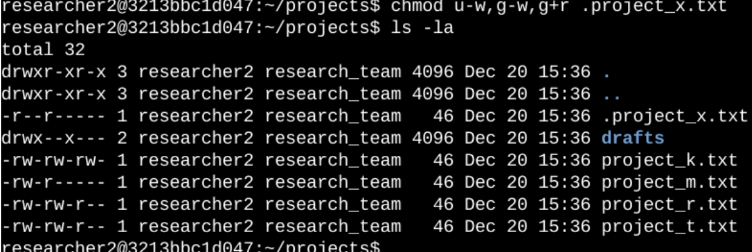 researcher2@3213bbc1d047:~/projects$ chmod u-w,g-w,g+r .project_x.txt
researcher2@3213bbc1d047:~/projects$ ls -la
total 32
drwxr-xr-x 3 researcher2 research_team 4096 Dec 20 15:36 .
drwxr-xr-x 3 researcher2 research_team 4096 Dec 20 15:36 ..
-r--r----- 1 researcher2 research_team   46 Dec 20 15:36 .project_x.txt
drwx--x--- 2 researcher2 research_team 4096 Dec 20 15:36 drafts
-rw-rw-rw- 1 researcher2 research_team   46 Dec 20 15:36 project_k.txt
-rw-r----- 1 researcher2 research_team   46 Dec 20 15:36 project_m.txt
-rw-rw-r-- 1 researcher2 research_team   46 Dec 20 15:36 project_r.txt
-rw-rw-r-- 1 researcher2 research_team   46 Dec 20 15:36 project_t.txt
researcher2@3213bbc1d047:~/projects$